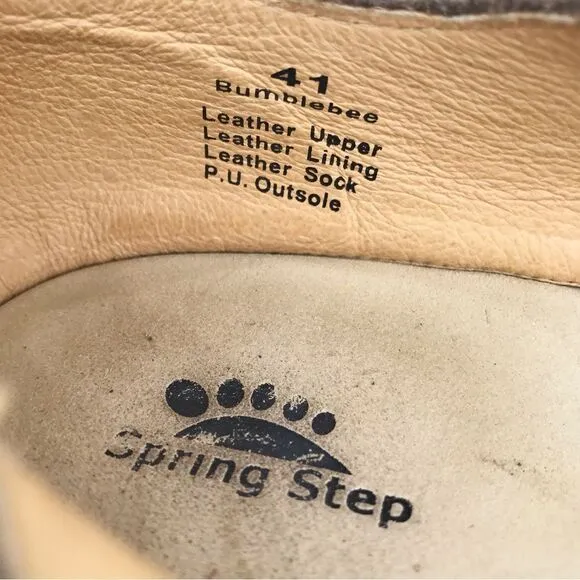 41
Bumblebee
Leather Upper
Leather Lining
Leather Sock
P.U. Outsole
Spring Step